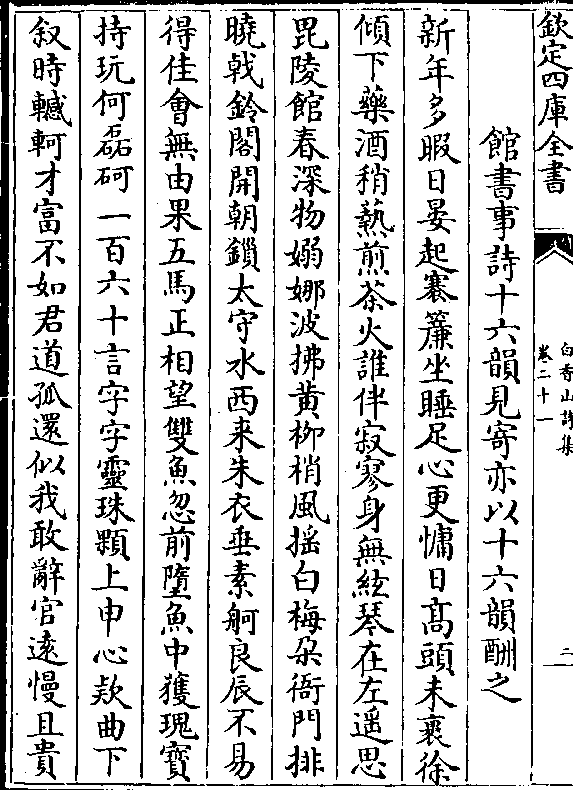 欽定四庫全書
白香山詩集
卷二十一
二
館書事詩十六韻見寄亦以十六韻酬之
新年多暇日晏起褰簾坐睡足心更慵日髙頭未裹徐
傾下藥酒稍爇煎茶火誰伴寂寥身無絃琴在左遥思
毘陵館春深物嫋娜波拂黄柳梢風揺白梅朶衙門排
曉㦸鈴閣開朝鎖太守水西来朱衣垂素舸良辰不易
得佳會無由果五馬正相望雙魚忽前墮魚中獲瑰寳
持玩何磊砢一百六十言字字靈珠顆上申心欵曲下
叙時轗軻才富不如君道孤還似我敢辭官逺慢且貴